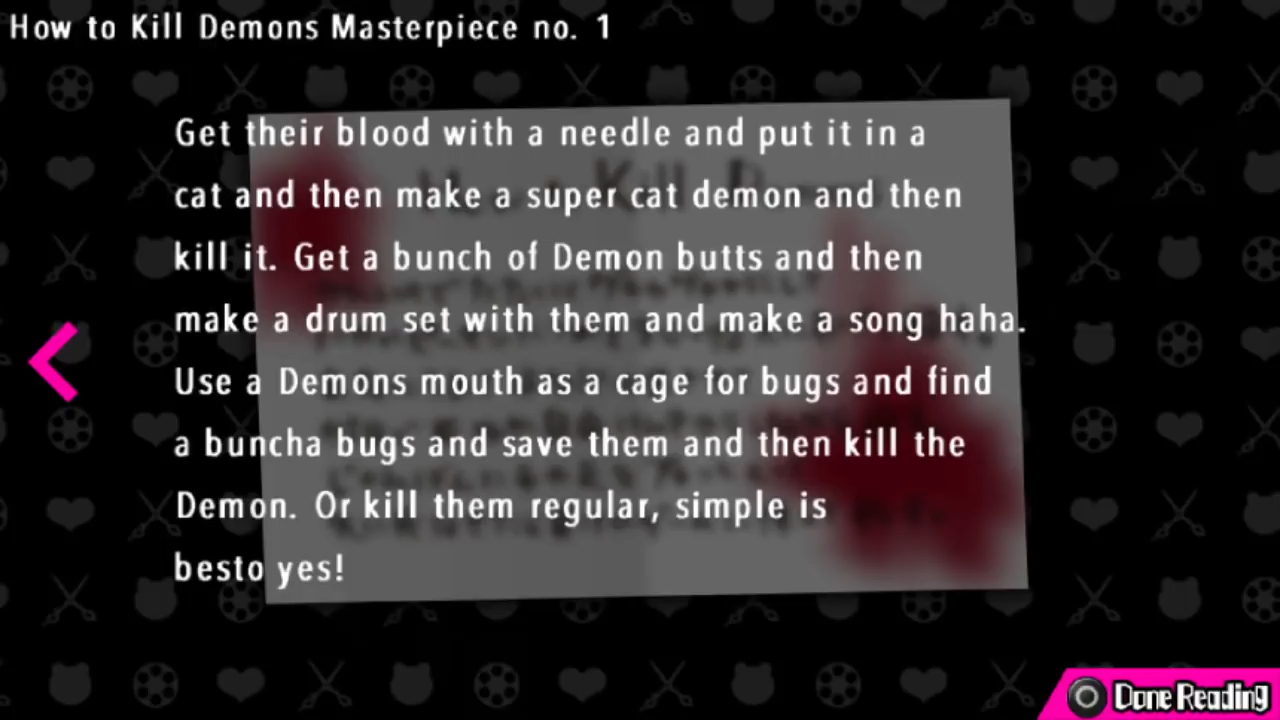 How to Kill Demons Masterpiece no. 1
Get their blood with a needle and put it in a
cat and then make a super cat demon and then
kill it. Get a bunch of Demon butts and then
make a drum set with them and make a song haha.
Use a Demons mouth as a cage for bugs and find
a buncha bugs and save them and then kill the
Demon. Or kill them regular, simple is
besto yes!
Done Reading